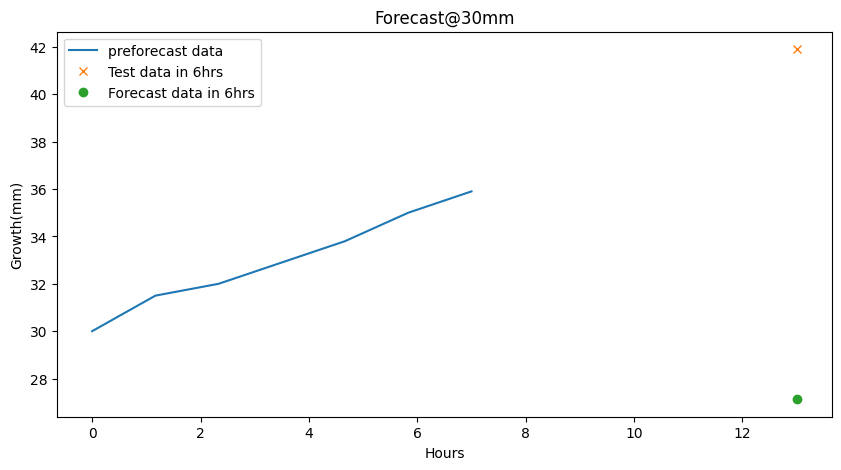 Forecast@30mm
preforecast data
Test data in 6hrs
Forecast data in 6hrs
Growth(mm)
42
40
38
36
34
32
30
28
0 2 4 6 8 10 12
Hours